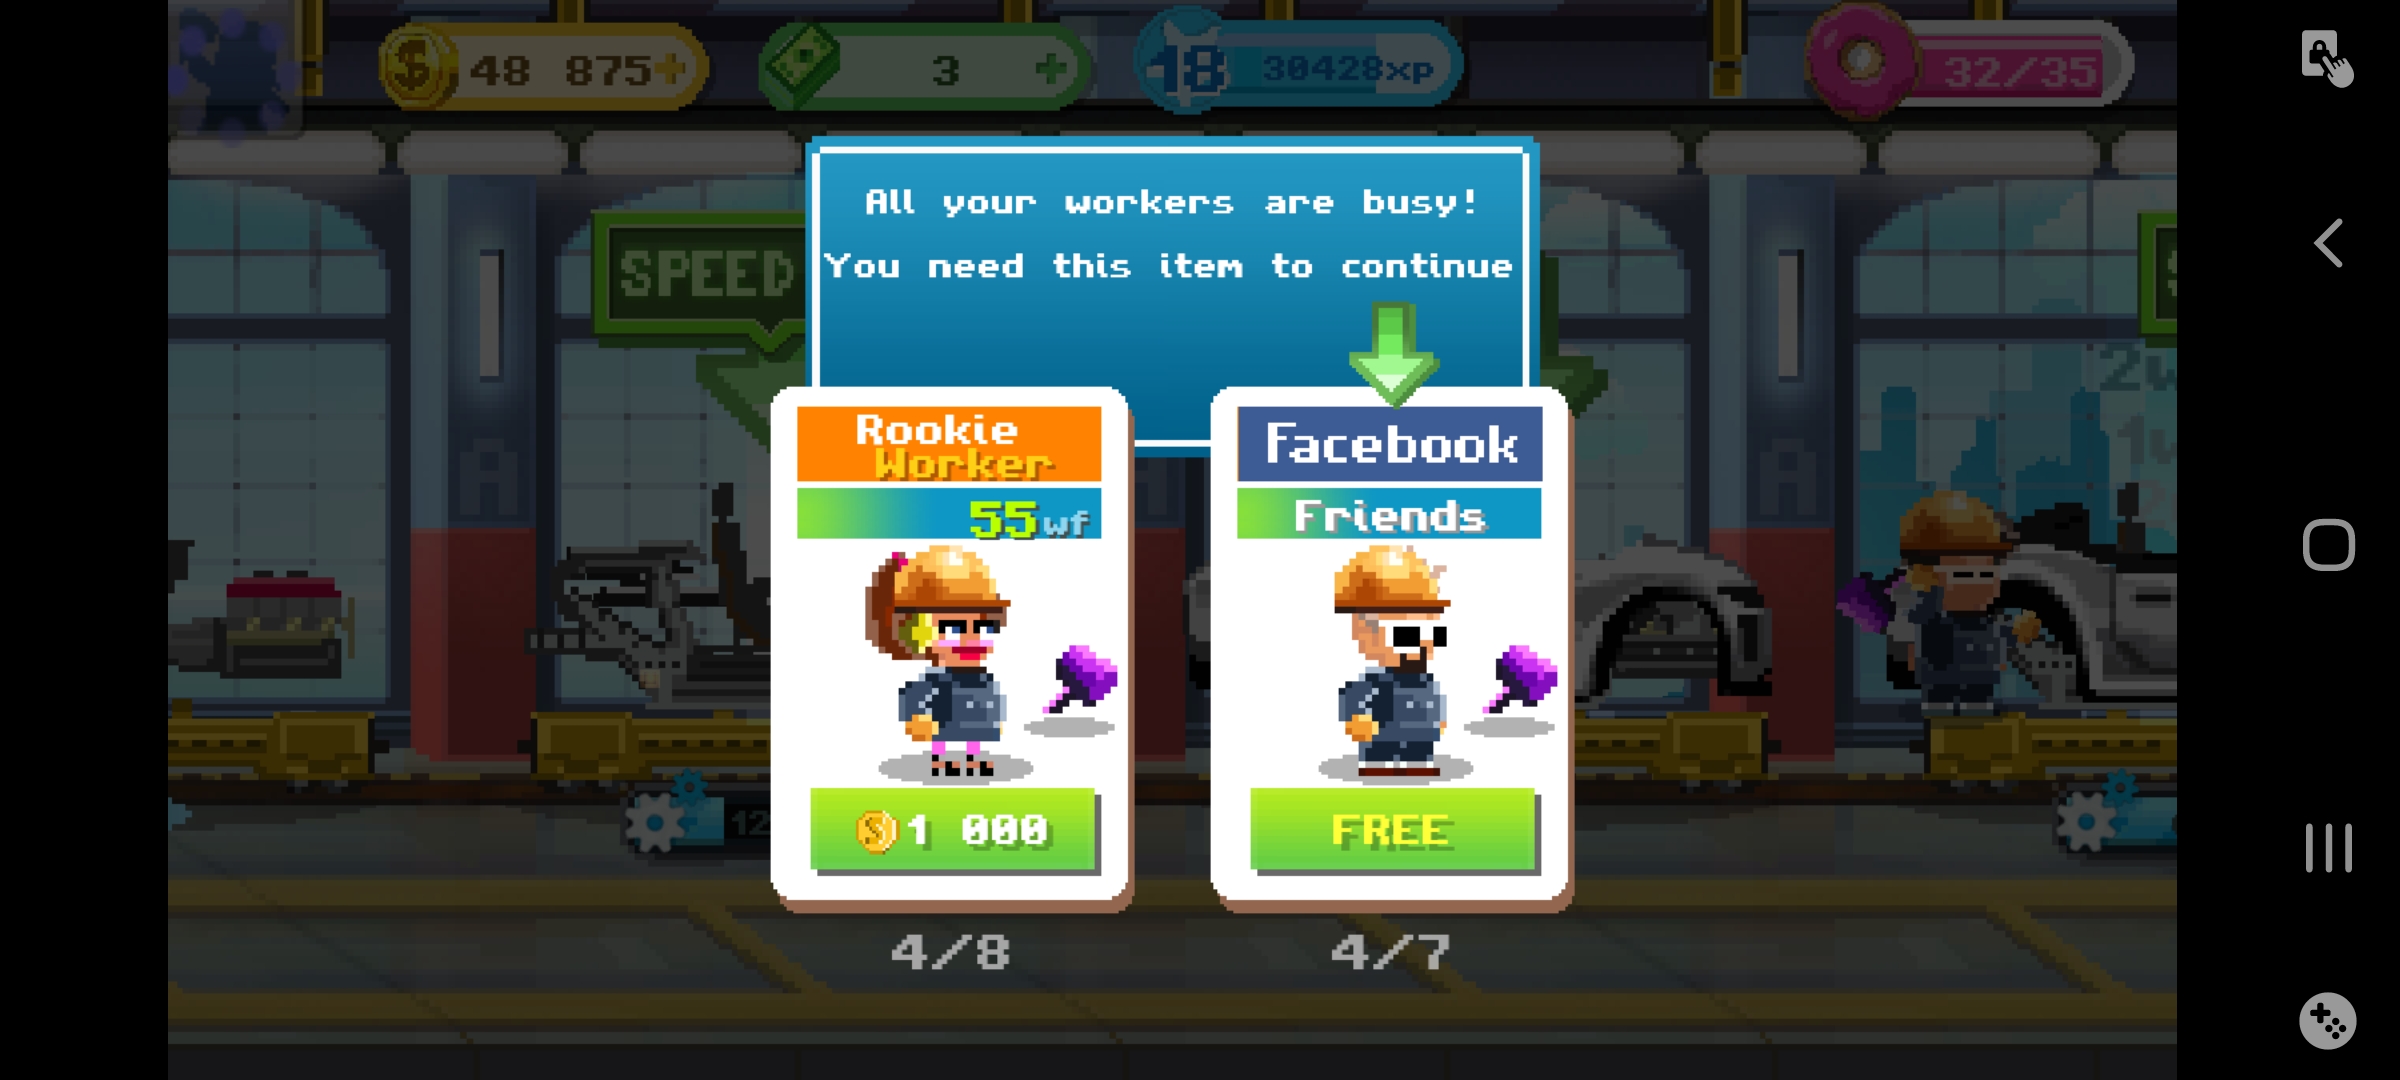 48 875+
3 +
18 30428xp
32/35
All your workers are busy!
SPEED
You need this item to continue
Rookie Worker
Facebook
55wf
Friends
1 000
FREE
4/8
4/7